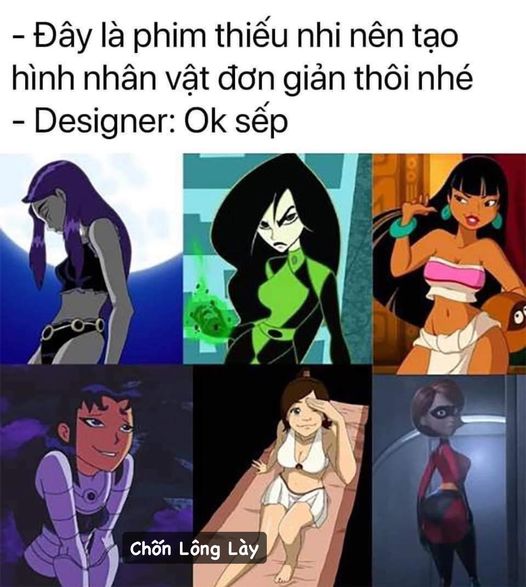 - Đây là phim thiếu nhi nên tạo
hình nhân vật đơn giản thôi nhé
- Designer: Ok sếp
Chốn Lông Lày